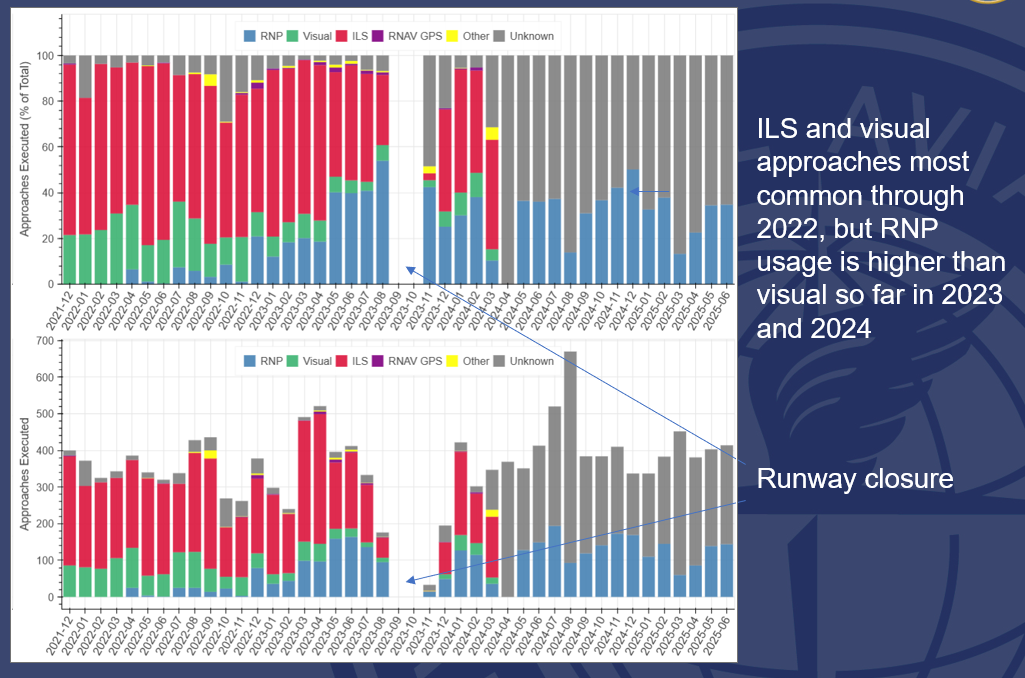 RNP Visual ILS RNAV GPS Other Unknown
Approaches Executed (% of Total)
100
80
60
40
20
0
2021-12 2022-01 2022-02 2022-03 2022-04 2022-05 2022-06 2022-07 2022-08 2022-09 2022-10 2022-11 2022-12 2023-01 2023-02 2023-03 2023-04 2023-05 2023-06 2023-07 2023-08 2023-09 2023-10 2023-11 2023-12 2024-01 2024-02 2024-03 2024-04 2024-05 2024-06 2024-07 2024-08 2024-09 2024-10 2024-11 2024-12 2025-01 2025-02 2025-03 2025-04 2025-05 2025-06
RNP Visual ILS RNAV GPS Other Unknown
Approaches Executed
700
600
500
400
300
200
100
0
2021-12 2022-01 2022-02 2022-03 2022-04 2022-05 2022-06 2022-07 2022-08 2022-09 2022-10 2022-11 2022-12 2023-01 2023-02 2023-03 2023-04 2023-05 2023-06 2023-07 2023-08 2023-09 2023-10 2023-11 2023-12 2024-01 2024-02 2024-03 2024-04 2024-05 2024-06 2024-07 2024-08 2024-09 2024-10 2024-11 2024-12 2025-01 2025-02 2025-03 2025-04 2025-05 2025-06
ILS and visual
approaches most
common through
2022, but RNP
usage is higher than
visual so far in 2023
and 2024
Runway closure